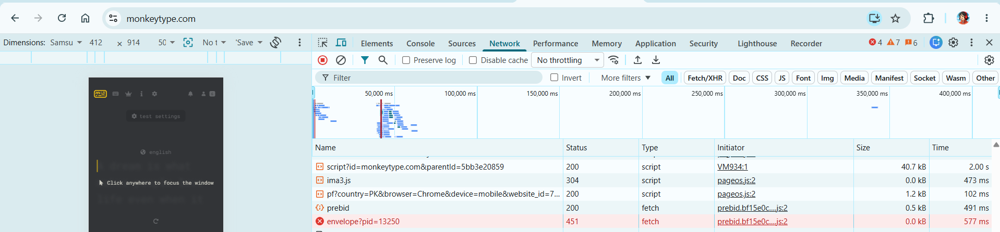 monkeytype.com
Dimensions: Samsu 412 × 914 50 No t 'Save
Elements Console Sources Network Performance Memory Application Security Lighthouse Recorder 4 7 6
Preserve log Disable cache No throttling
Filter Invert More filters All Fetch/XHR Doc CSS JS Font Img Media Manifest Socket Wasm Other
50,000 ms 100,000 ms 150,000 ms 200,000 ms 250,000 ms 300,000 ms 350,000 ms 400,000 ms
test settings
english
dream is what
Click anywhere to focus the window
life even what it
Name Status Type Initiator Size Time
script?id=monkeytype.com&parentId=5bb3e20859 200 script VM934:1 40.7 kB 2.00 s
ima3.js 304 script pageos.js:2 0.0 kB 473 ms
pf?country=PK&browser=Chrome&device=mobile&website_id=7... 200 script pageos.js:2 1.2 kB 102 ms
prebid 200 fetch prebid.bf15e0c....js:2 0.5 kB 491 ms
envelope?pid=13250 451 fetch prebid.bf15e0c....js:2 0.0 kB 577 ms